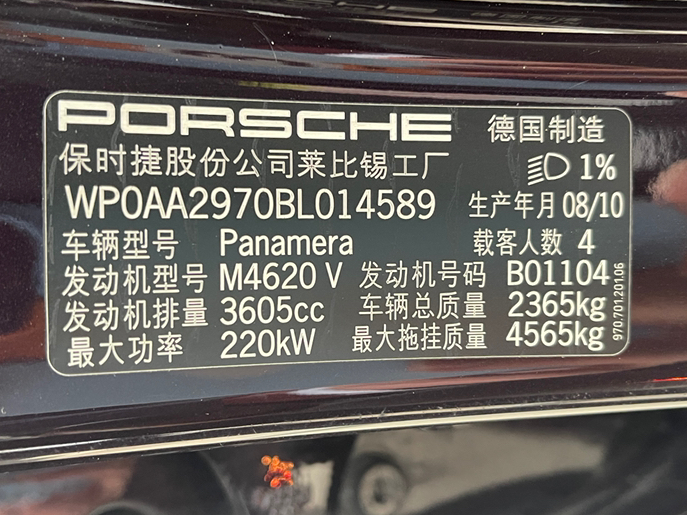 PORSCHE 德国制造
保时捷股份公司莱比锡工厂 1%
WP0AA2970BL014589 生产年月 08/10
车辆型号 Panamera 载客人数 4
发动机型号 M4620 V 发动机号码 B01104
发动机排量 3605cc 车辆总质量 2365kg
最大功率 220kW 最大拖挂质量 4565kg
970.701.201.06